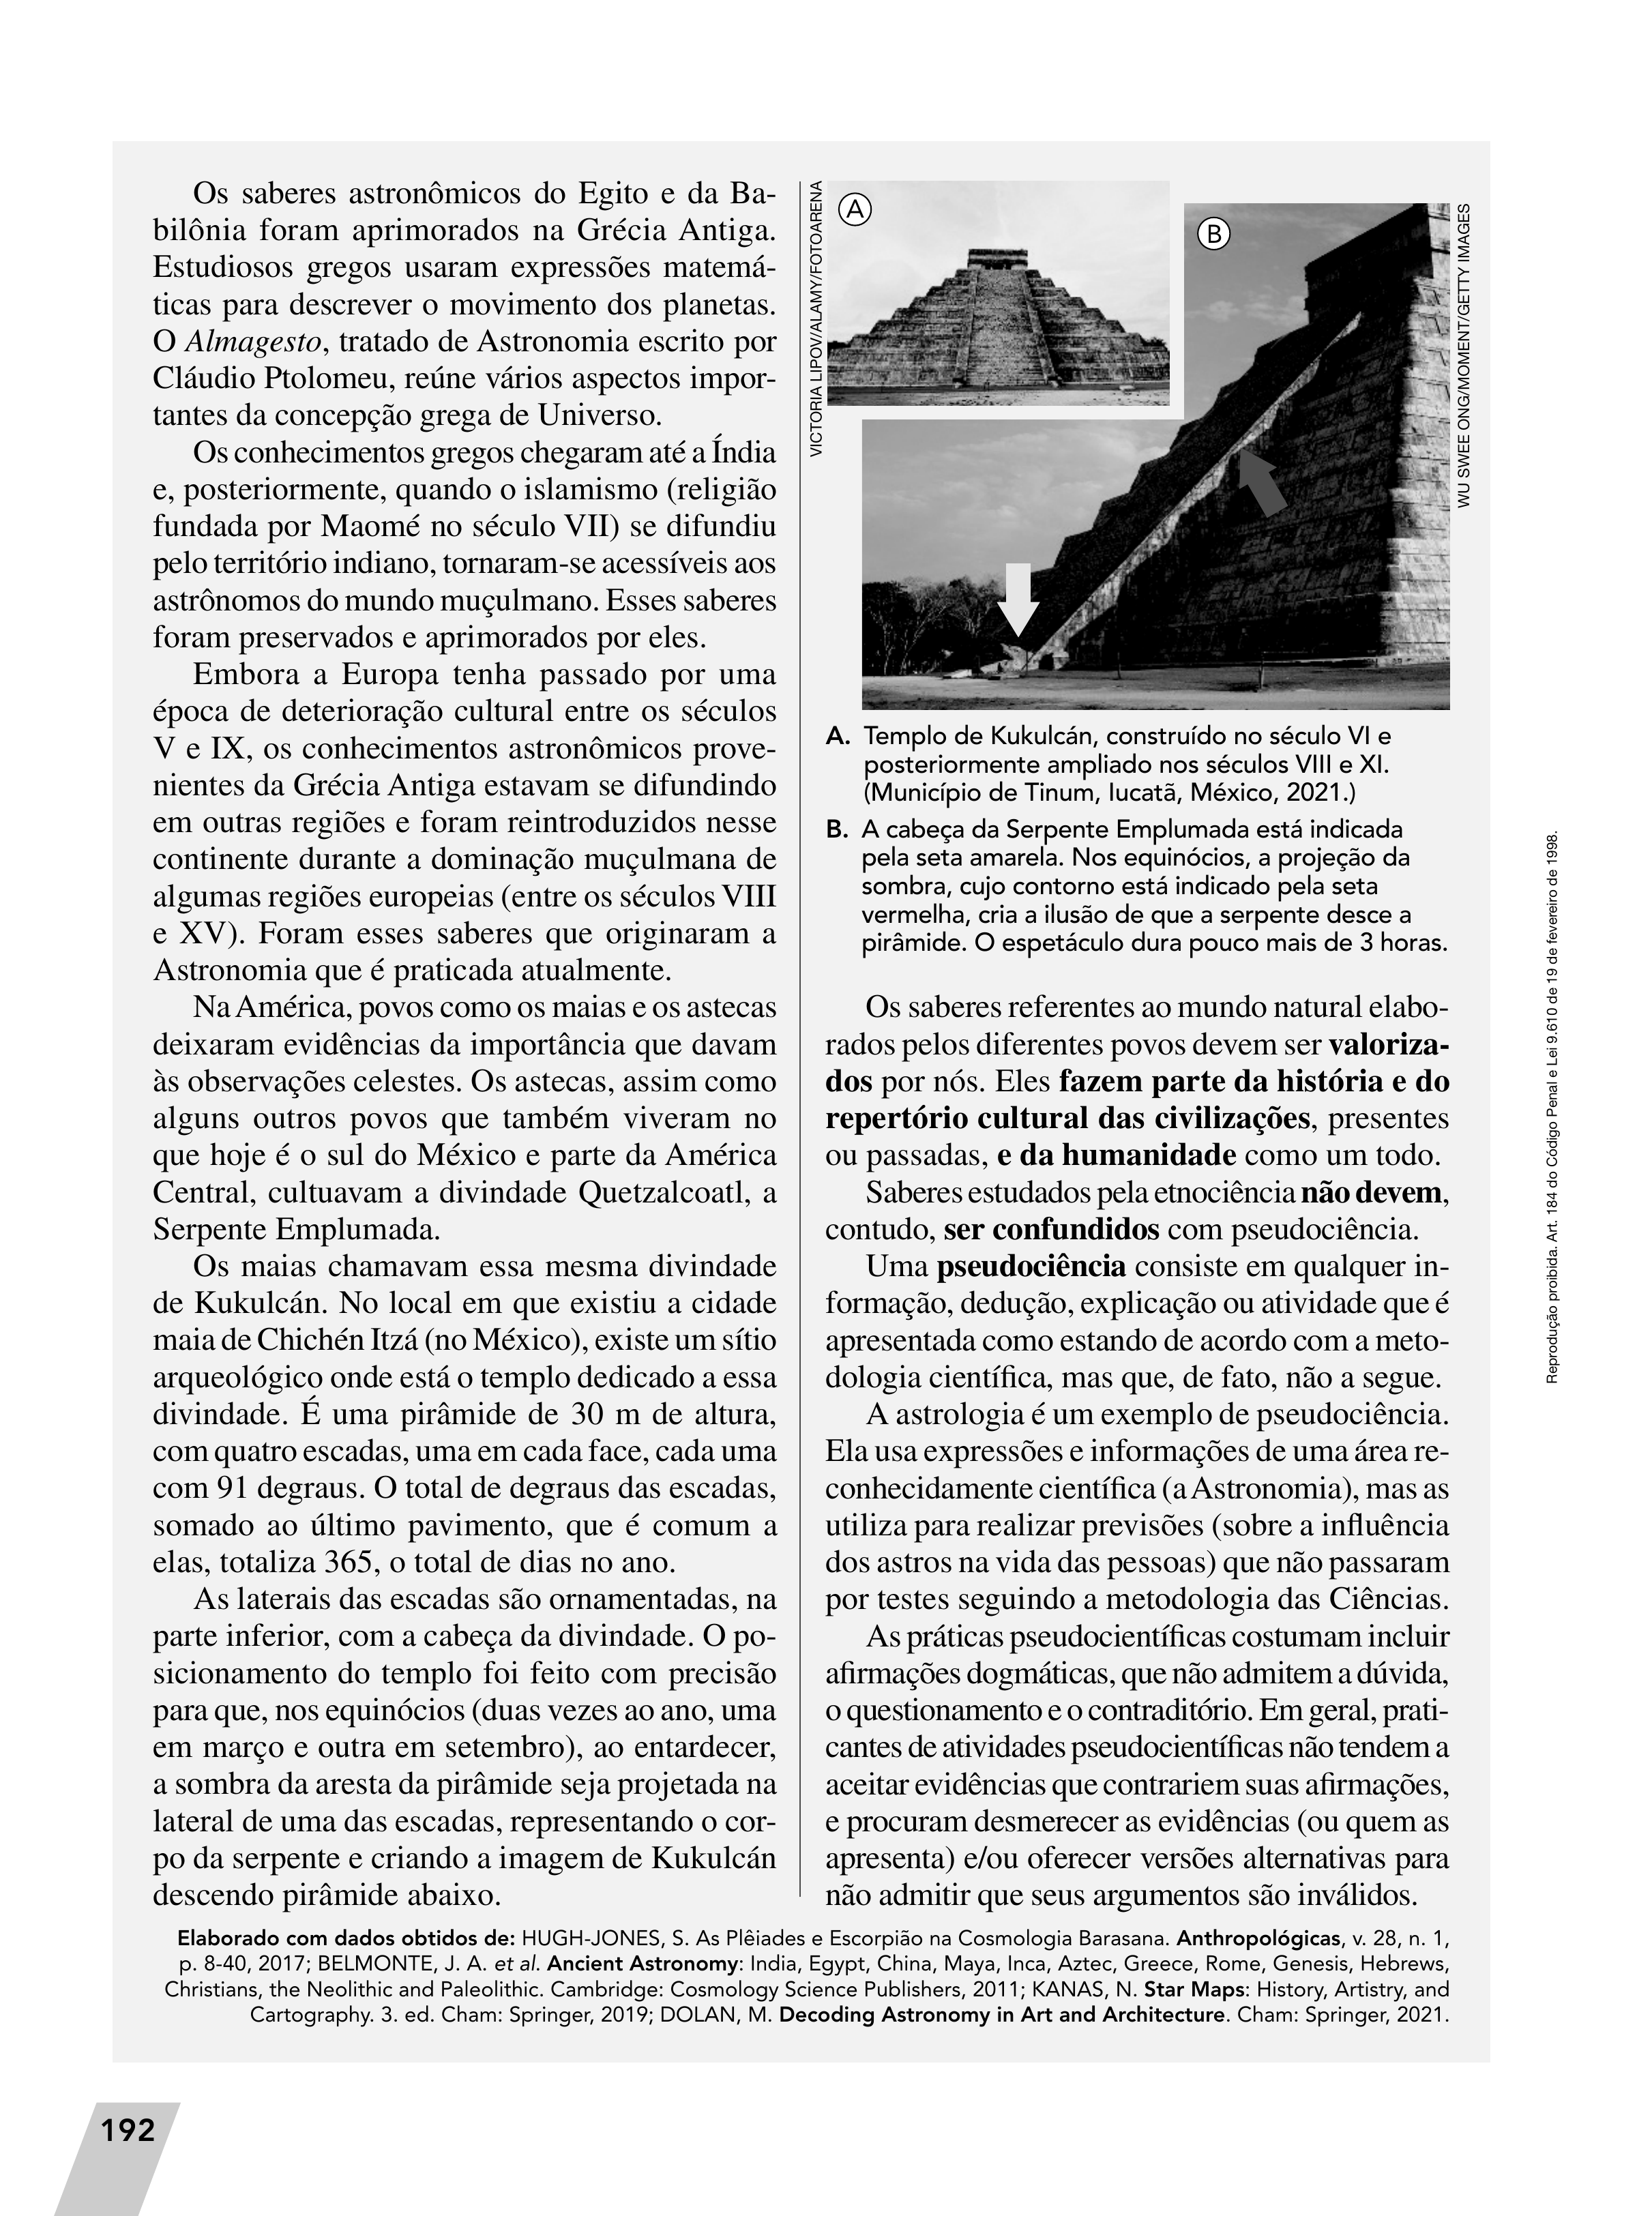 Os saberes astronômicos do Egito e da Ba-
bilônia foram aprimorados na Grécia Antiga.
Estudiosos gregos usaram expressões matemá-
ticas para descrever o movimento dos planetas.
O Almagesto, tratado de Astronomia escrito por
Cláudio Ptolomeu, reúne vários aspectos impor-
tantes da concepção grega de Universo.
Os conhecimentos gregos chegaram até a Índia
e, posteriormente, quando o islamismo (religião
fundada por Maomé no século VII) se difundiu
pelo território indiano, tornaram-se acessíveis aos
astrônomos do mundo muçulmano. Esses saberes
foram preservados e aprimorados por eles.
Embora a Europa tenha passado por uma
época de deterioração cultural entre os séculos
V e IX, os conhecimentos astronômicos prove-
nientes da Grécia Antiga estavam se difundindo
em outras regiões e foram reintroduzidos nesse
continente durante a dominação muçulmana de
algumas regiões europeias (entre os séculos VIII
e XV). Foram esses saberes que originaram a
Astronomia que é praticada atualmente.
Na América, povos como os maias e os astecas
deixaram evidências da importância que davam
às observações celestes. Os astecas, assim como
alguns outros povos que também viveram no
que hoje é o sul do México e parte da América
Central, cultuavam a divindade Quetzalcoatl, a
Serpente Emplumada.
Os maias chamavam essa mesma divindade
de Kukulcán. No local em que existiu a cidade
maia de Chichén Itzá (no México), existe um sítio
arqueológico onde está o templo dedicado a essa
divindade. É uma pirâmide de 30 m de altura,
com quatro escadas, uma em cada face, cada uma
com 91 degraus. O total de degraus das escadas,
somado ao último pavimento, que é comum a
elas, totaliza 365, o total de dias no ano.
As laterais das escadas são ornamentadas, na
parte inferior, com a cabeça da divindade. O po-
sicionamento do templo foi feito com precisão
para que, nos equinócios (duas vezes ao ano, uma
em março e outra em setembro), ao entardecer,
a sombra da aresta da pirâmide seja projetada na
lateral de uma das escadas, representando o cor-
po da serpente e criando a imagem de Kukulcán
descendo pirâmide abaixo.
VICTORIA LIPOV/ALAMY/FOTOARENA
A
B
WU SWEE ONG/MOMENT/GETTY IMAGES
A. Templo de Kukulcán, construído no século VI e
posteriormente ampliado nos séculos VIII e XI.
(Município de Tinum, Iucatã, México, 2021.)
B. A cabeça da Serpente Emplumada está indicada
pela seta amarela. Nos equinócios, a projeção da
sombra, cujo contorno está indicado pela seta
vermelha, cria a ilusão de que a serpente desce a
pirâmide. O espetáculo dura pouco mais de 3 horas.
Os saberes referentes ao mundo natural elabo-
rados pelos diferentes povos devem ser valoriza-
dos por nós. Eles fazem parte da história e do
repertório cultural das civilizações, presentes
ou passadas, e da humanidade como um todo.
Saberes estudados pela etnociência não devem,
contudo, ser confundidos com pseudociência.
Uma pseudociência consiste em qualquer in-
formação, dedução, explicação ou atividade que é
apresentada como estando de acordo com a meto-
dologia científica, mas que, de fato, não a segue.
A astrologia é um exemplo de pseudociência.
Ela usa expressões e informações de uma área re-
conhecidamente científica (a Astronomia), mas as
utiliza para realizar previsões (sobre a influência
dos astros na vida das pessoas) que não passaram
por testes seguindo a metodologia das Ciências.
As práticas pseudocientíficas costumam incluir
afirmações dogmáticas, que não admitem a dúvida,
o questionamento e o contraditório. Em geral, prati-
cantes de atividades pseudocientíficas não tendem a
aceitar evidências que contrariem suas afirmações,
e procuram desmerecer as evidências (ou quem as
apresenta) e/ou oferecer versões alternativas para
não admitir que seus argumentos são inválidos.
Elaborado com dados obtidos de: HUGH-JONES, S. As Plêiades e Escorpião na Cosmologia Barasana. Anthropológicas, v. 28, n. 1,
p. 8-40, 2017; BELMONTE, J. A. et al. Ancient Astronomy: India, Egypt, China, Maya, Inca, Aztec, Greece, Rome, Genesis, Hebrews,
Christians, the Neolithic and Paleolithic. Cambridge: Cosmology Science Publishers, 2011; KANAS, N. Star Maps: History, Artistry, and
Cartography. 3. ed. Cham: Springer, 2019; DOLAN, M. Decoding Astronomy in Art and Architecture. Cham: Springer, 2021.
Reprodução proibida. Art. 184 do Código Penal e Lei 9.610 de 19 de fevereiro de 1998.
192